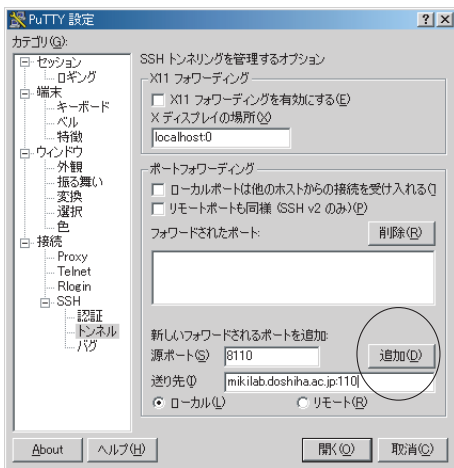 PuTTY 設定
カテゴリ(G):
セッション
ロギング
端末
キーボード
ベル
特徴
ウィンドウ
外観
振る舞い
変換
選択
色
接続
Proxy
Telnet
Rlogin
SSH
認証
トンネル
バグ
SSH トンネリングを管理するオプション
X11 フォワーディング
X11 フォワーディングを有効にする(E)
X ディスプレイの場所(X)
localhost:0
ポートフォワーディング
ローカルポートは他のホストからの接続を受け入れる(
リモートポートも同様 (SSH v2 のみ)(P)
フォワードされたポート:
削除(R)
新しいフォワードされるポートを追加:
源ポート(S)
8110
追加(D)
送り先(I)
mikilab.doshiha.ac.jp:110
ローカル(L)
リモート(R)
About
ヘルプ(H)
開く(O)
取消(C)